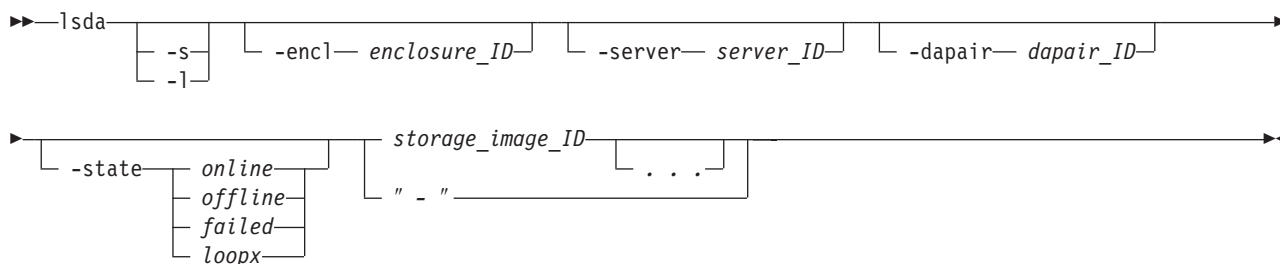 lsda -s -encl enclosure_ID -server server_ID -dapair dapair_ID
-l
-state online storage_image_ID
offline . . .
failed " - "
loopx